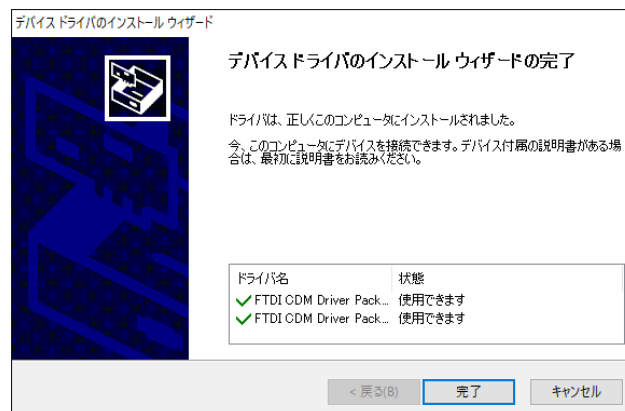 デバイス ドライバのインストール ウィザード
デバイス ドライバのインストール ウィザードの完了
ドライバは、正しくこのコンピュータにインストールされました。
今、このコンピュータにデバイスを接続できます。デバイス付属の説明書がある場
合は、最初に説明書をお読みください。
ドライバ名 状態
FTDI CDM Driver Pack... 使用できます
FTDI CDM Driver Pack... 使用できます
< 戻る(B) 完了 キャンセル